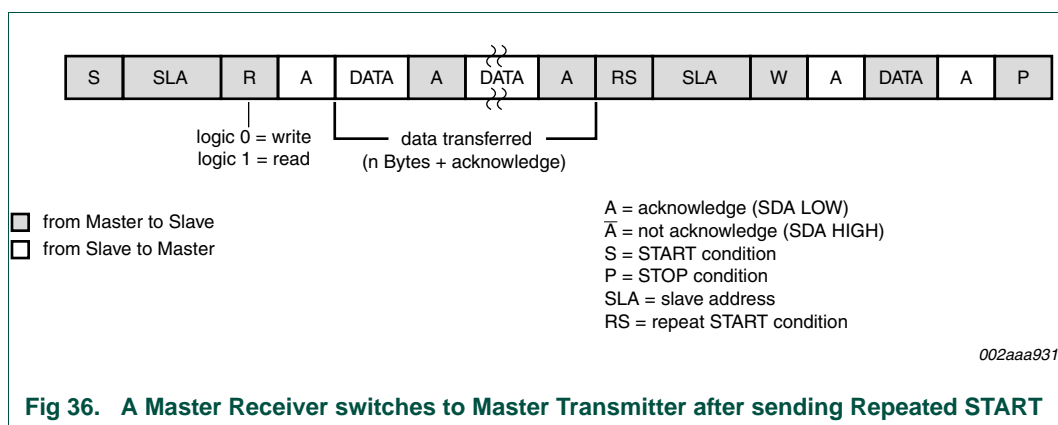 S SLA R A DATA A DATA A RS SLA W A DATA A P
logic 0 = write
logic 1 = read
data transferred
(n Bytes + acknowledge)
from Master to Slave
from Slave to Master
A = acknowledge (SDA LOW)
A̅ = not acknowledge (SDA HIGH)
S = START condition
P = STOP condition
SLA = slave address
RS = repeat START condition
002aaa931
Fig 36. A Master Receiver switches to Master Transmitter after sending Repeated START